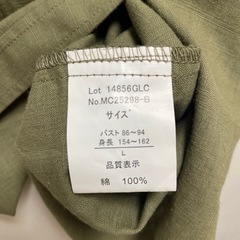 Lot 14856GLC
No.MC25298-B
サイズ
バスト 86~94
身長 154~162
L
品質表示
綿 100%